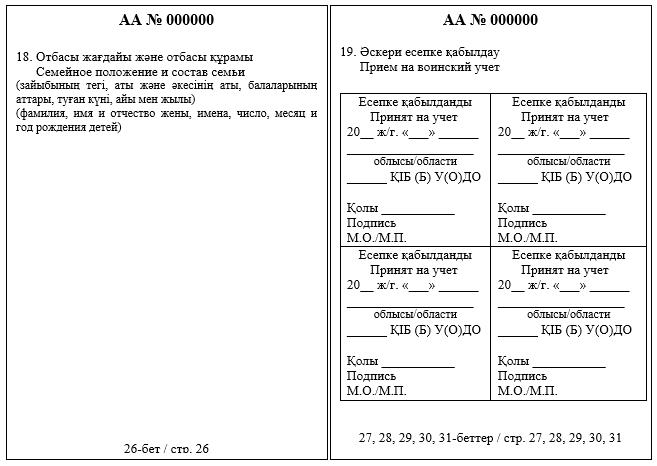 АА № 000000
18. Отбасы жағдайы және отбасы құрамы
Семейное положение и состав семьи
(зайыбының тегі, аты және әкесінің аты, балаларының
аттары, туған күні, айы мен жылы)
(фамилия, имя и отчество жены, имена, число, месяц и
год рождения детей)
26-бет / стр. 26
АА № 000000
19. Әскери есепке қабылдау
Прием на воинский учет
Есепке қабылданды
Принят на учет
20__ ж/г. «___» ______
___________________
облысы/области
______ ҚІБ (Б) У(О)ДО
Қолы ___________
Подпись
М.О./М.П.
Есепке қабылданды
Принят на учет
20__ ж/г. «___» ______
___________________
облысы/области
______ ҚІБ (Б) У(О)ДО
Қолы ___________
Подпись
М.О./М.П.
Есепке қабылданды
Принят на учет
20__ ж/г. «___» ______
___________________
облысы/области
______ ҚІБ (Б) У(О)ДО
Қолы ___________
Подпись
М.О./М.П.
Есепке қабылданды
Принят на учет
20__ ж/г. «___» ______
___________________
облысы/области
______ ҚІБ (Б) У(О)ДО
Қолы ___________
Подпись
М.О./М.П.
27, 28, 29, 30, 31-беттер / стр. 27, 28, 29, 30, 31